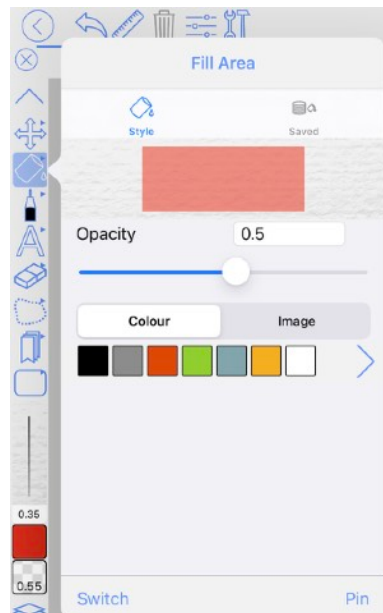 Fill Area
Style
Saved
Opacity
0.5
Colour
Image
A
0.35
0.55
Switch
Pin